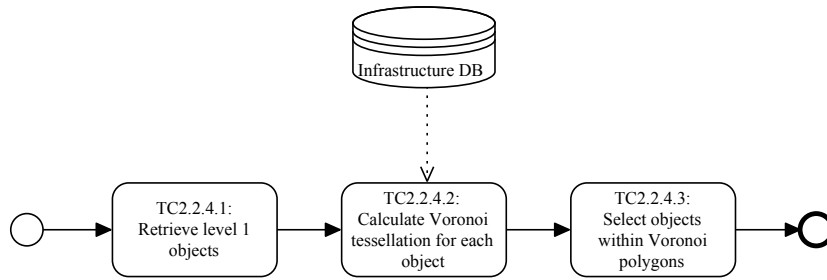 Infrastructure DB
TC2.2.4.1:
Retrieve level 1
objects
TC2.2.4.2:
Calculate Voronoi
tessellation for each
object
TC2.2.4.3:
Select objects
within Voronoi
polygons